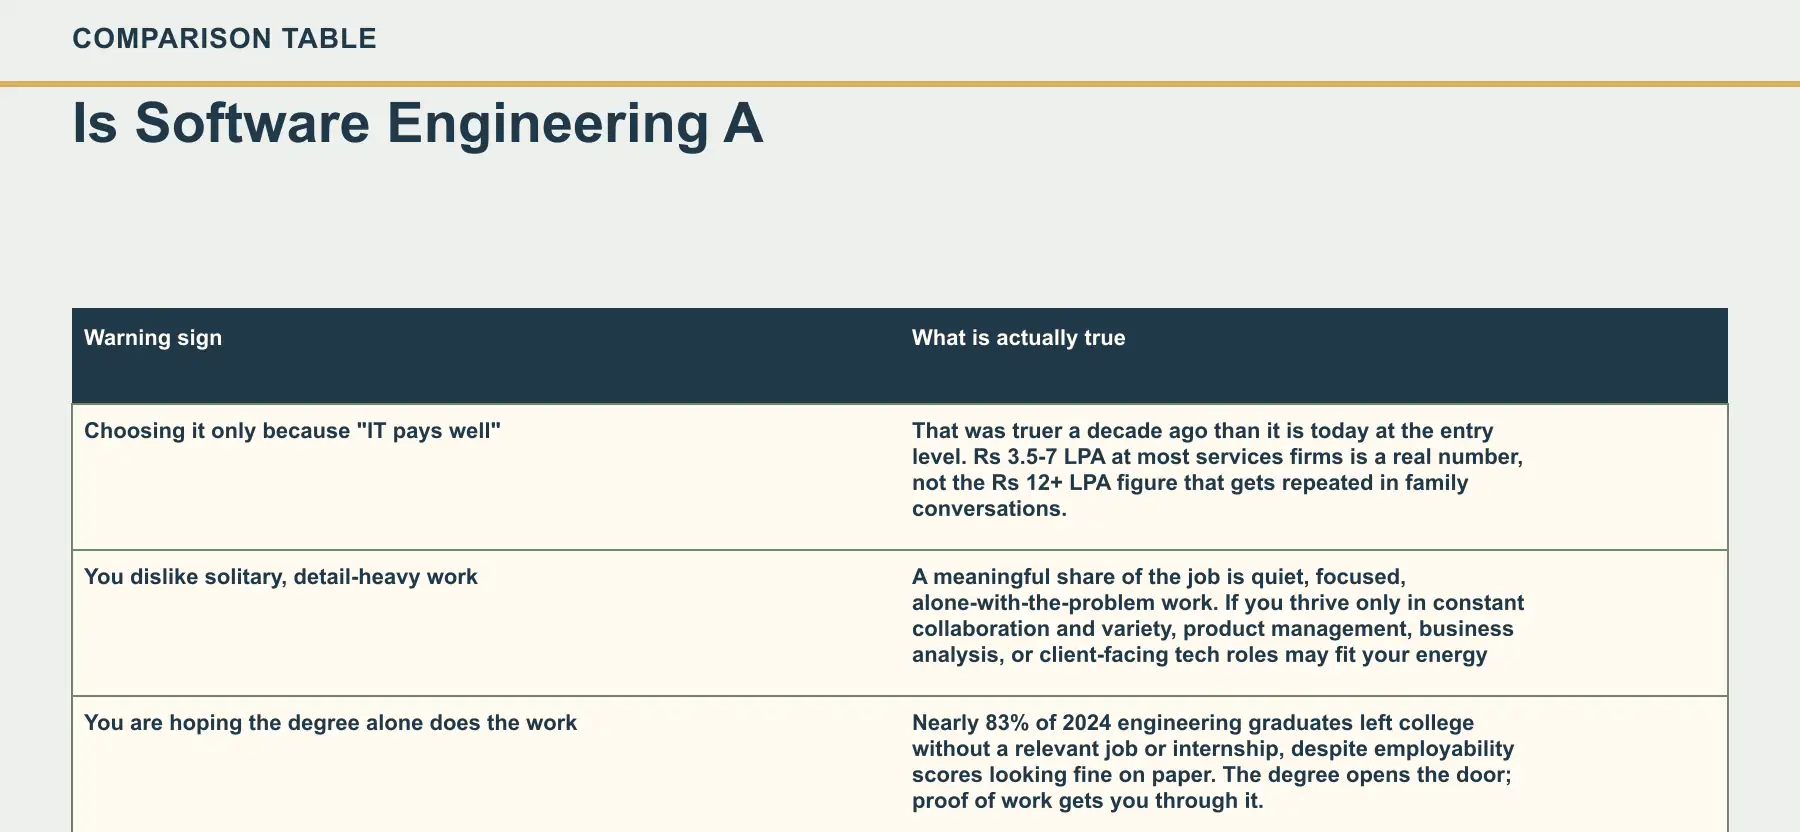 COMPARISON TABLE
Is Software Engineering A
Warning sign
What is actually true
Choosing it only because "IT pays well"
That was truer a decade ago than it is today at the entry
level. Rs 3.5-7 LPA at most services firms is a real number,
not the Rs 12+ LPA figure that gets repeated in family
conversations.
You dislike solitary, detail-heavy work
A meaningful share of the job is quiet, focused,
alone-with-the-problem work. If you thrive only in constant
collaboration and variety, product management, business
analysis, or client-facing tech roles may fit your energy
You are hoping the degree alone does the work
Nearly 83% of 2024 engineering graduates left college
without a relevant job or internship, despite employability
scores looking fine on paper. The degree opens the door;
proof of work gets you through it.